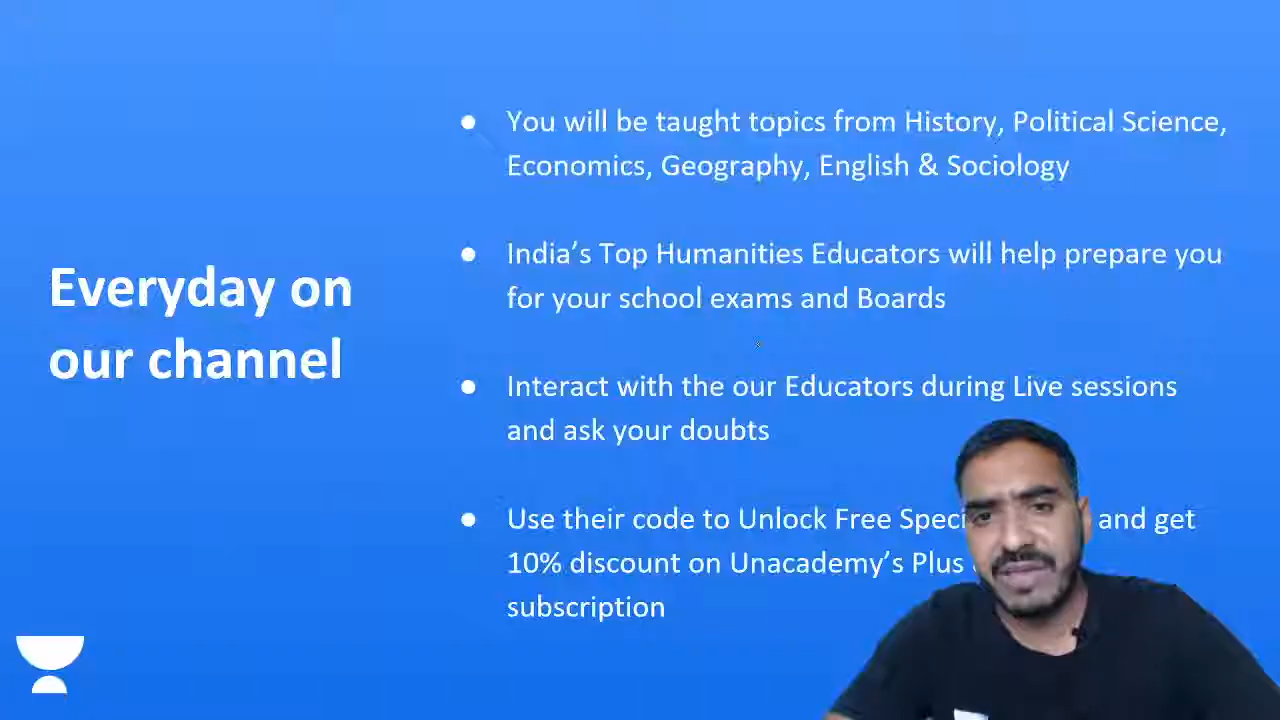 Everyday on
our channel
● You will be taught topics from History, Political Science,
Economics, Geography, English & Sociology
● India’s Top Humanities Educators will help prepare you
for your school exams and Boards
● Interact with the our Educators during Live sessions
and ask your doubts
● Use their code to Unlock Free and get
10% discount on Unacademy’s Plus
subscription